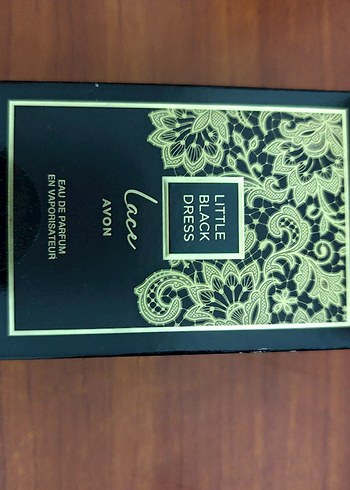 LITTLE
BLACK
DRESS
Lace
AVON
EAU DE PARFUM
EN VAPORISATEUR